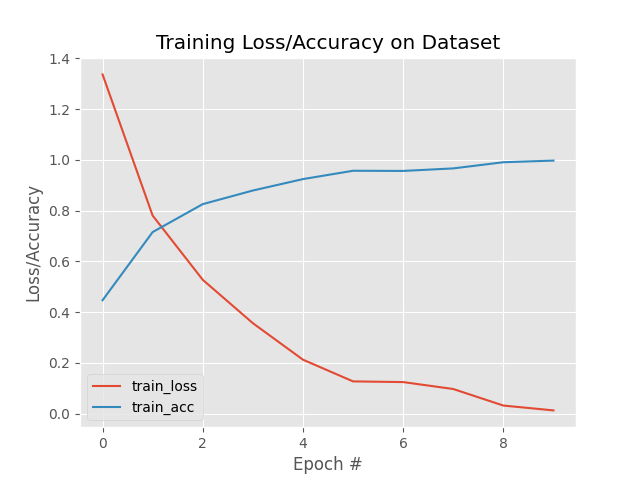 Training Loss/Accuracy on Dataset
1.4
1.2
1.0
0.8
0.6
0.4
0.2
0.0
Loss/Accuracy
train_loss
train_acc
0 2 4 6 8
Epoch #